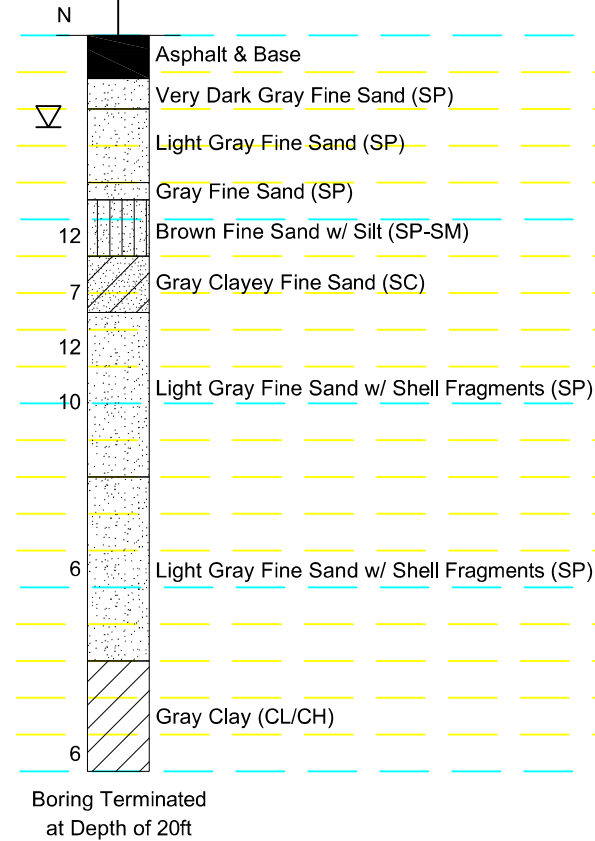 N
Asphalt & Base
Very Dark Gray Fine Sand (SP)
Light Gray Fine Sand (SP)
Gray Fine Sand (SP)
12 Brown Fine Sand w/ Silt (SP-SM)
7 Gray Clayey Fine Sand (SC)
12
10 Light Gray Fine Sand w/ Shell Fragments (SP)
6 Light Gray Fine Sand w/ Shell Fragments (SP)
Gray Clay (CL/CH)
6
Boring Terminated
at Depth of 20ft